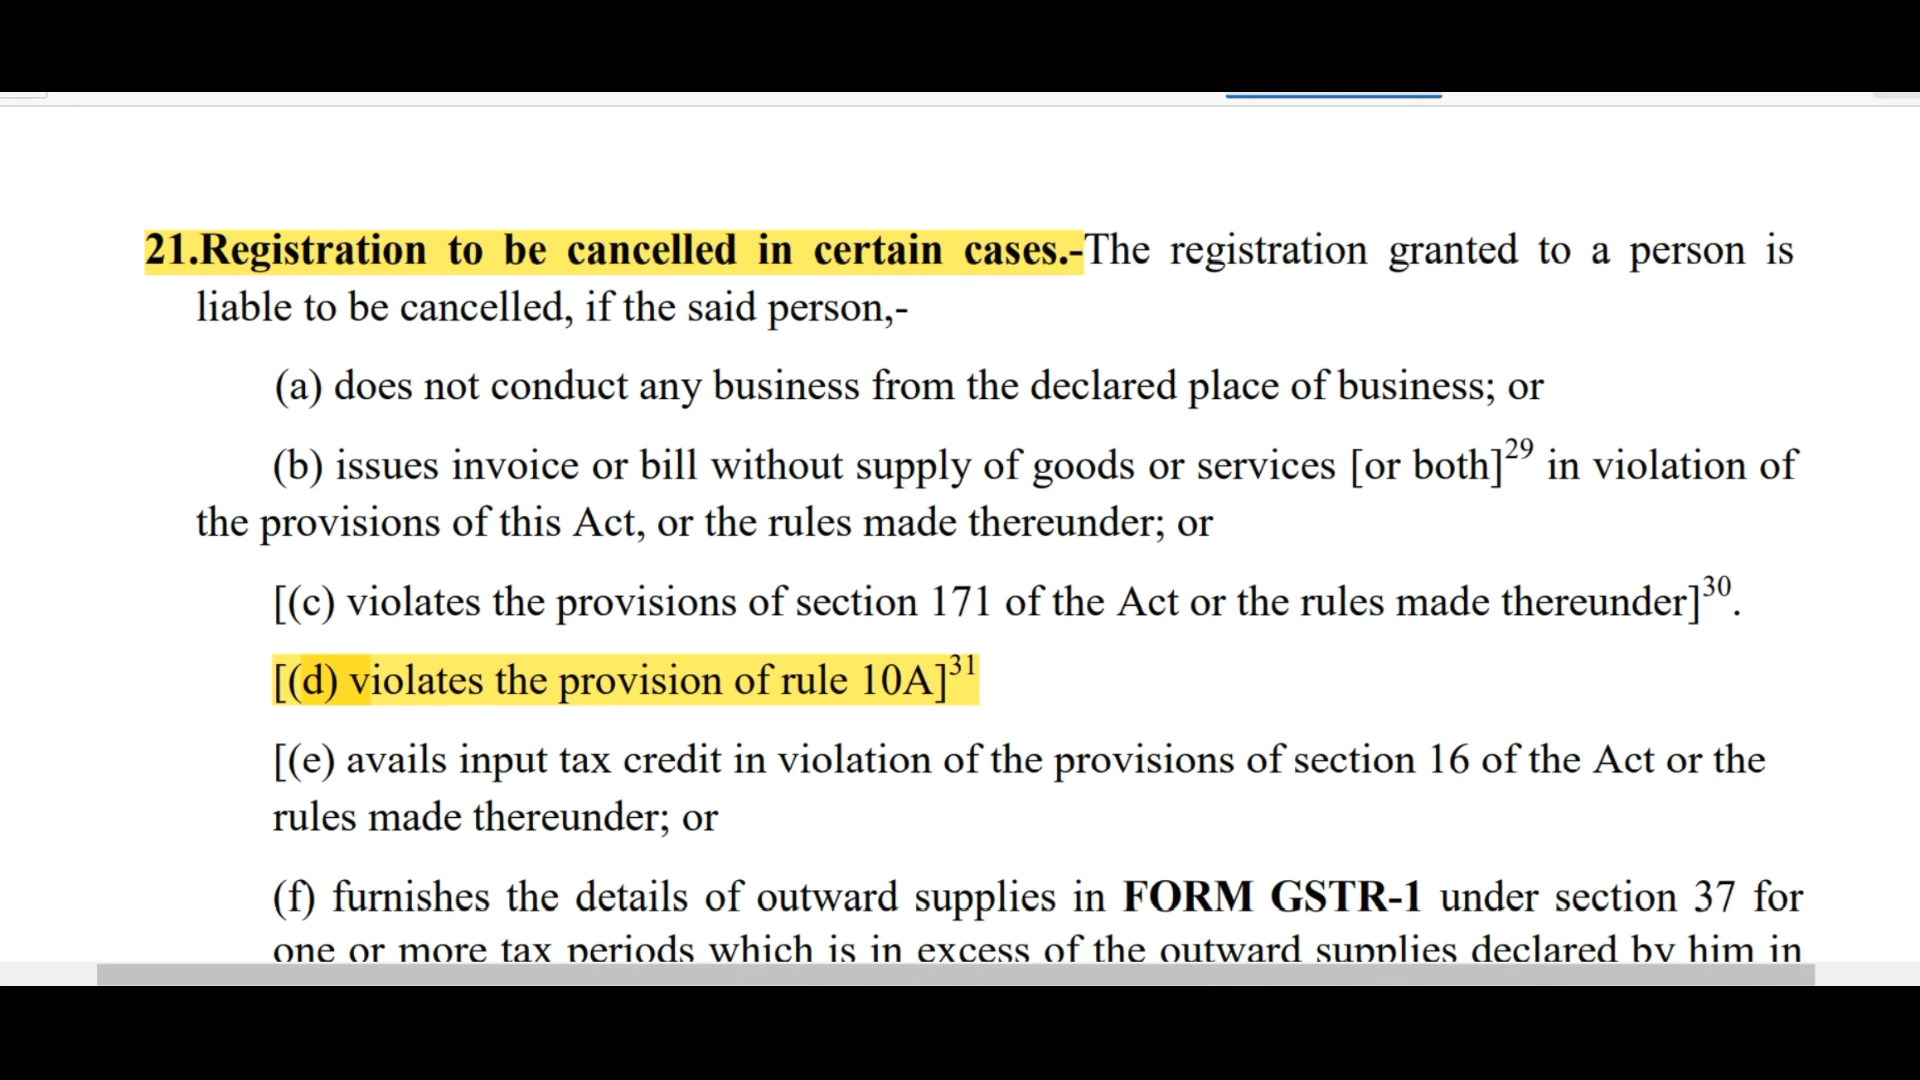 21.Registration to be cancelled in certain cases.-The registration granted to a person is
liable to be cancelled, if the said person,-
(a) does not conduct any business from the declared place of business; or
(b) issues invoice or bill without supply of goods or services [or both]29 in violation of
the provisions of this Act, or the rules made thereunder; or
[(c) violates the provisions of section 171 of the Act or the rules made thereunder]30.
[(d) violates the provision of rule 10A]31
[(e) avails input tax credit in violation of the provisions of section 16 of the Act or the
rules made thereunder; or
(f) furnishes the details of outward supplies in FORM GSTR-1 under section 37 for
one or more tax periods which is in excess of the outward supplies declared by him in